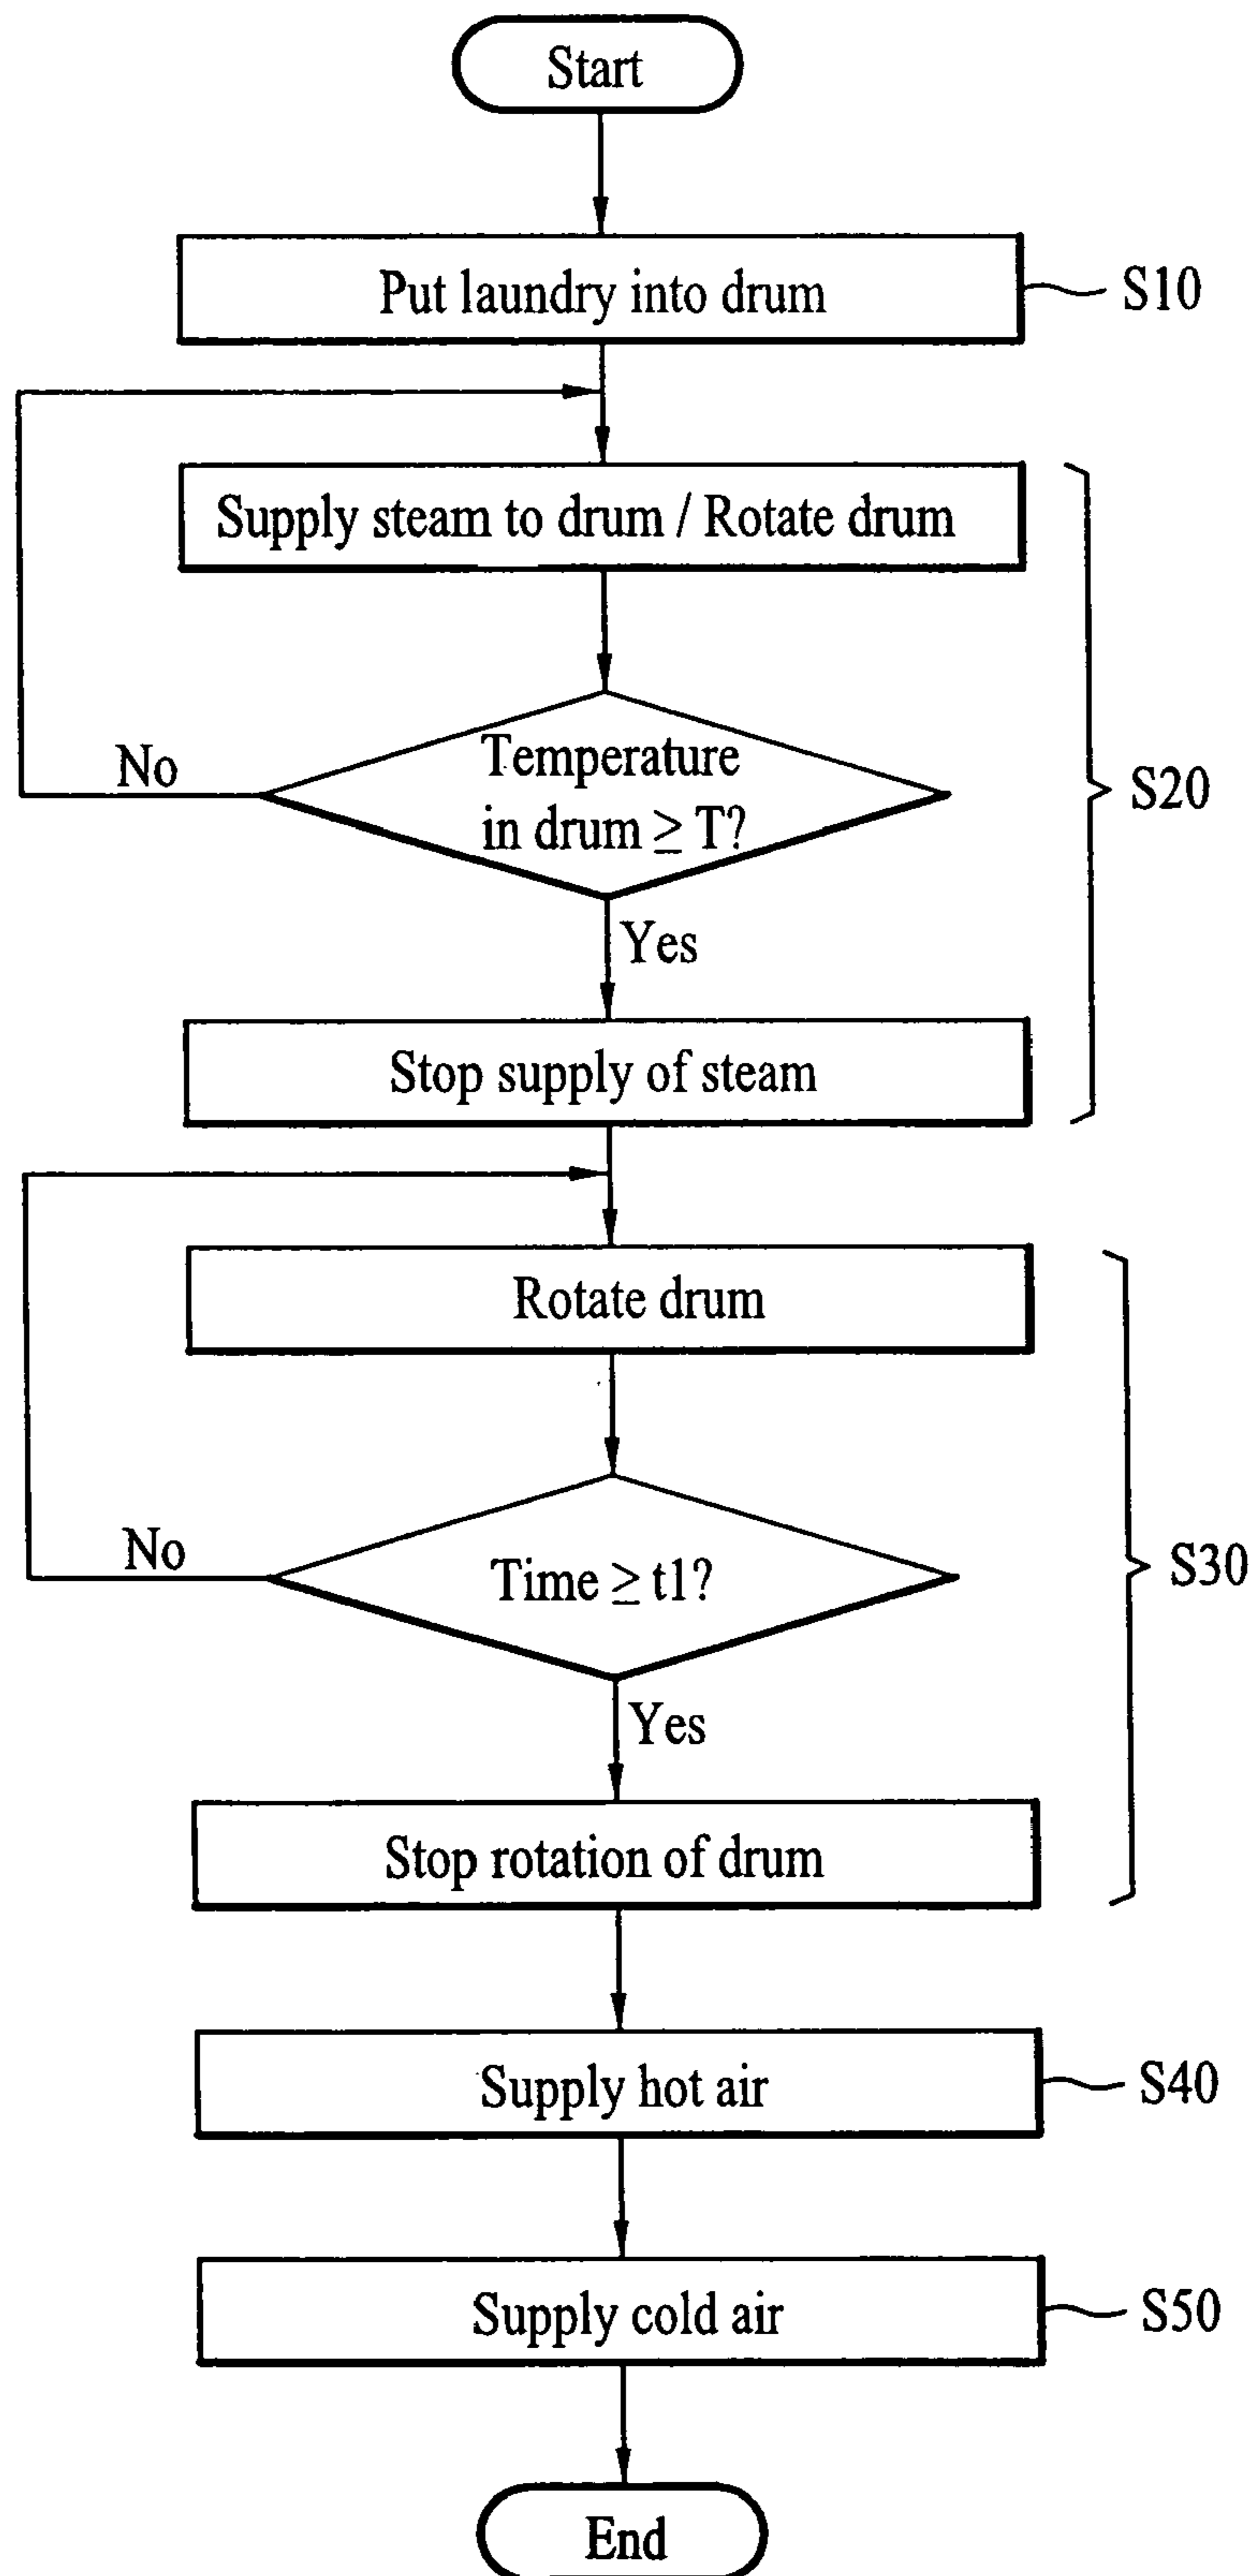 Start
Put laundry into drum
S10
Supply steam to drum / Rotate drum
Temperature
in drum ≥ T?
No
S20
Yes
Stop supply of steam
Rotate drum
Time ≥ t1?
No
S30
Yes
Stop rotation of drum
Supply hot air
S40
Supply cold air
S50
End